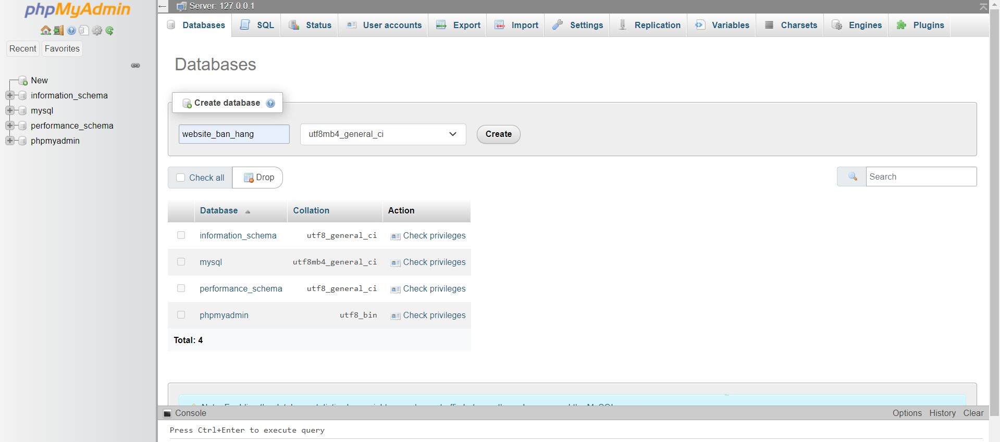 phpMyAdmin
Recent Favorites
New
information_schema
mysql
performance_schema
phpmyadmin
Server: 127.0.0.1
Databases SQL Status User accounts Export Import Settings Replication Variables Charsets Engines Plugins
Databases
Create database
website_ban_hang utf8mb4_general_ci Create
Check all Drop Search
Database Collation Action
information_schema utf8_general_ci Check privileges
mysql utf8mb4_general_ci Check privileges
performance_schema utf8_general_ci Check privileges
phpmyadmin utf8_bin Check privileges
Total: 4
Console Options History Clear
Press Ctrl+Enter to execute query